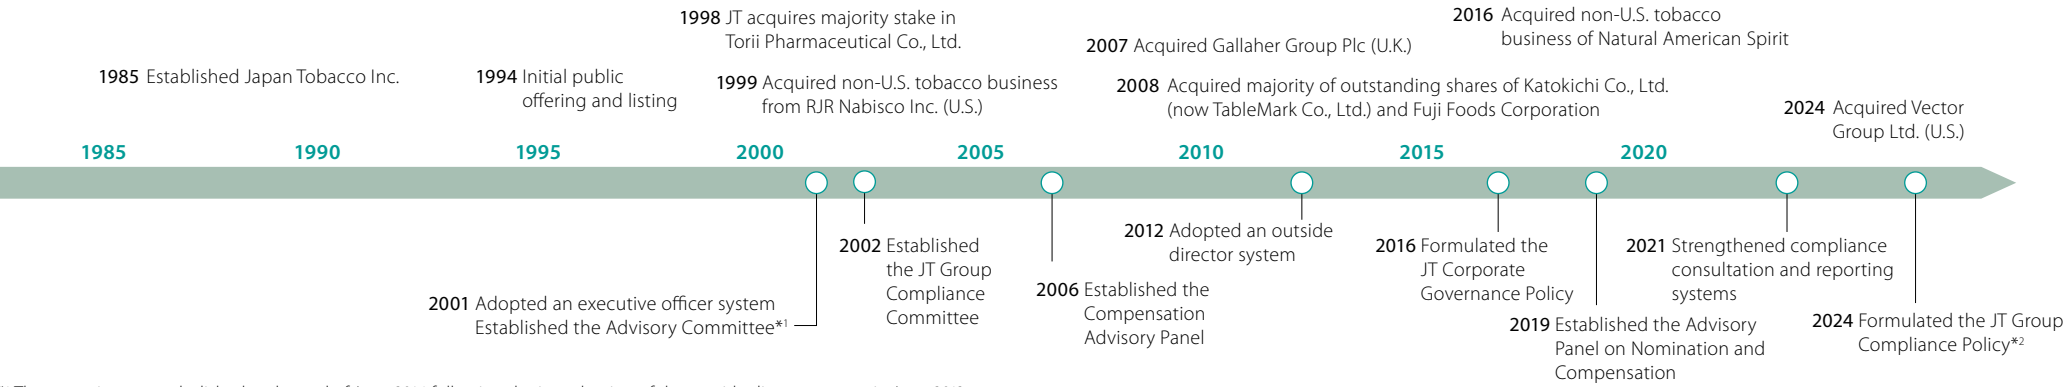 1998 JT acquires majority stake in
Torii Pharmaceutical Co., Ltd.
2016 Acquired non-U.S. tobacco
business of Natural American Spirit
2007 Acquired Gallaher Group Plc (U.K.)
1985 Established Japan Tobacco Inc.
1994 Initial public
offering and listing
1999 Acquired non-U.S. tobacco business
from RJR Nabisco Inc. (U.S.)
2008 Acquired majority of outstanding shares of Katokichi Co., Ltd.
(now TableMark Co., Ltd.) and Fuji Foods Corporation
2024 Acquired Vector
Group Ltd. (U.S.)
1985 1990 1995 2000 2005 2010 2015 2020
2001 Adopted an executive officer system
Established the Advisory Committee*1
2002 Established
the JT Group
Compliance
Committee
2006 Established the
Compensation
Advisory Panel
2012 Adopted an outside
director system
2016 Formulated the
JT Corporate
Governance Policy
2019 Established the Advisory
Panel on Nomination and
Compensation
2021 Strengthened compliance
consultation and reporting
systems
2024 Formulated the JT Group
Compliance Policy*2